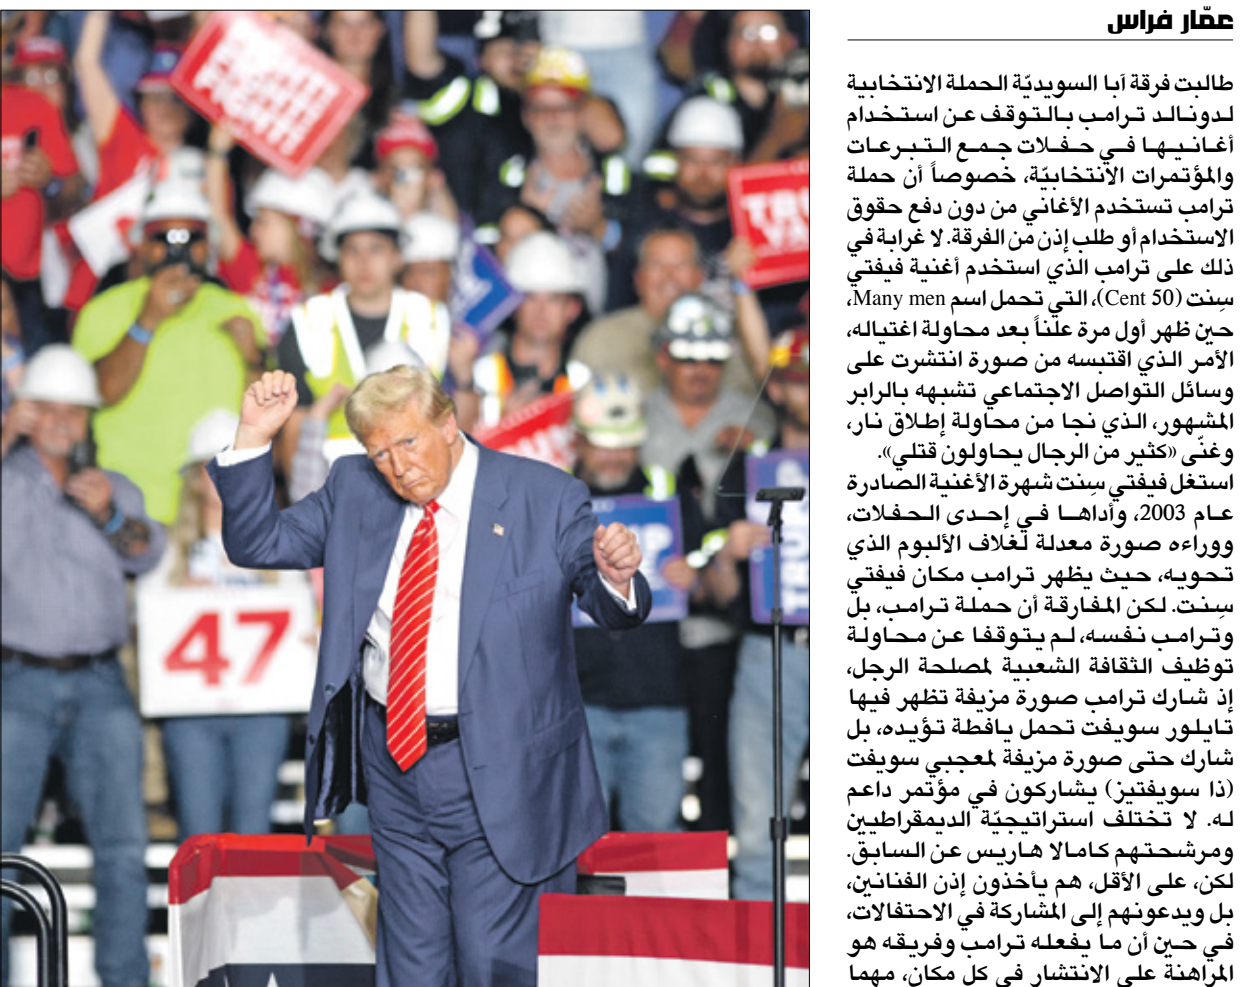 عمّار فراس
طالبت فرقة آبا السويديّة الحملة الانتخابية
لدونالد ترامب بالتوقف عن استخدام
أغانيها في حفلات جمع التبرعات
والمؤتمرات الانتخابيّة، خصوصاً أن حملة
ترامب تستخدم الأغاني من دون دفع حقوق
الاستخدام أو طلب إذن من الفرقة. لا غرابة في
ذلك على ترامب الذي استخدم أغنية فيفتي
سِنت (50 Cent)، التي تحمل اسم Many men،
حين ظهر أول مرة علناً بعد محاولة اغتياله،
الأمر الذي اقتبسه من صورة انتشرت على
وسائل التواصل الاجتماعي تشبهه بالرابر
المشهور، الذي نجا من محاولة إطلاق نار،
وغنّى «كثير من الرجال يحاولون قتلي».
استغل فيفتي سِنت شهرة الأغنية الصادرة
عام 2003، وأداها في إحدى الحفلات،
ووراءه صورة معدلة لغلاف الألبوم الذي
تحويه، حيث يظهر ترامب مكان فيفتي
سِنت. لكن المفارقة أن حملة ترامب، بل
وترامب نفسه، لم يتوقفا عن محاولة
توظيف الثقافة الشعبية لمصلحة الرجل،
إذ شارك ترامب صورة مزيفة تظهر فيها
تايلور سويفت تحمل يافطة تؤيده، بل
شارك حتى صورة مزيفة لمعجبي سويفت
(ذا سويفتيز) يشاركون في مؤتمر داعم
له. لا تختلف استراتيجيّة الديمقراطيين
ومرشحتهم كامالا هاريس عن السابق.
لكن، على الأقل، هم يأخذون إذن الفنانين،
بل ويدعونهم إلى المشاركة في الاحتفالات،
في حين أن ما يفعله ترامب وفريقه هو
المراهنة على الانتشار في كل مكان، مهما
FIGHT!
FIGHT!
47